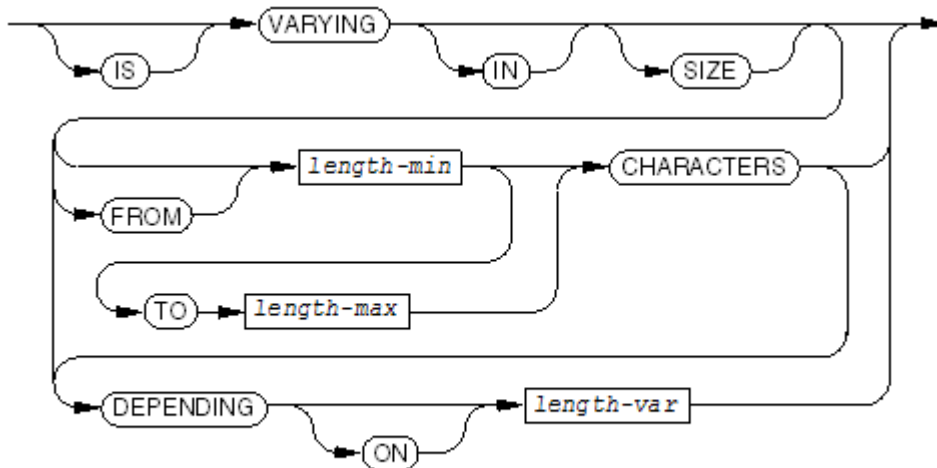 VARYING
IS IN SIZE
length-min CHARACTERS
FROM
TO length-max
DEPENDING length-var
ON